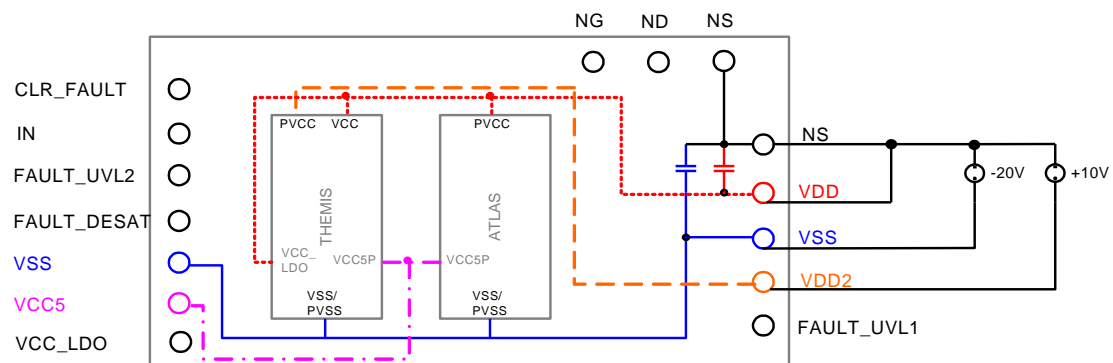 NG ND NS
CLR_FAULT
IN
FAULT_UVL2
FAULT_DESAT
VSS
VCC5
VCC_LDO
PVCC VCC
THEMIS
VCC_
LDO
VCC5P
VSS/
PVSS
PVCC
ATLAS
VCC5P
VSS/
PVSS
NS
VDD
VSS
VDD2
FAULT_UVL1
-20V
+10V